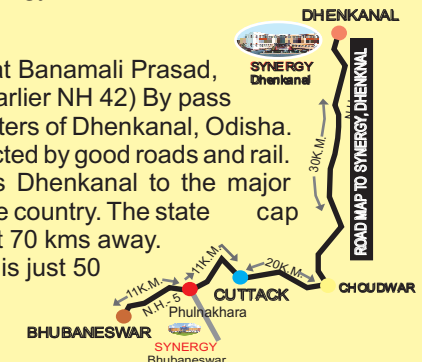 DHENKANAL
SYNERGY
Dhenkanal
at Banamali Prasad,
arlier NH 42) By pass
ters of Dhenkanal, Odisha.
cted by good roads and rail.
s Dhenkanal to the major
e country. The state cap
t 70 kms away.
is just 50
30K.M.
ROAD MAP TO SYNERGY, DHENKNAL
11K.M.
N.H.- 5
11K.M.
20K.M.
CHOUDWAR
CUTTACK
Phulnakhara
BHUBANESWAR
SYNERGY
Bhubaneswar